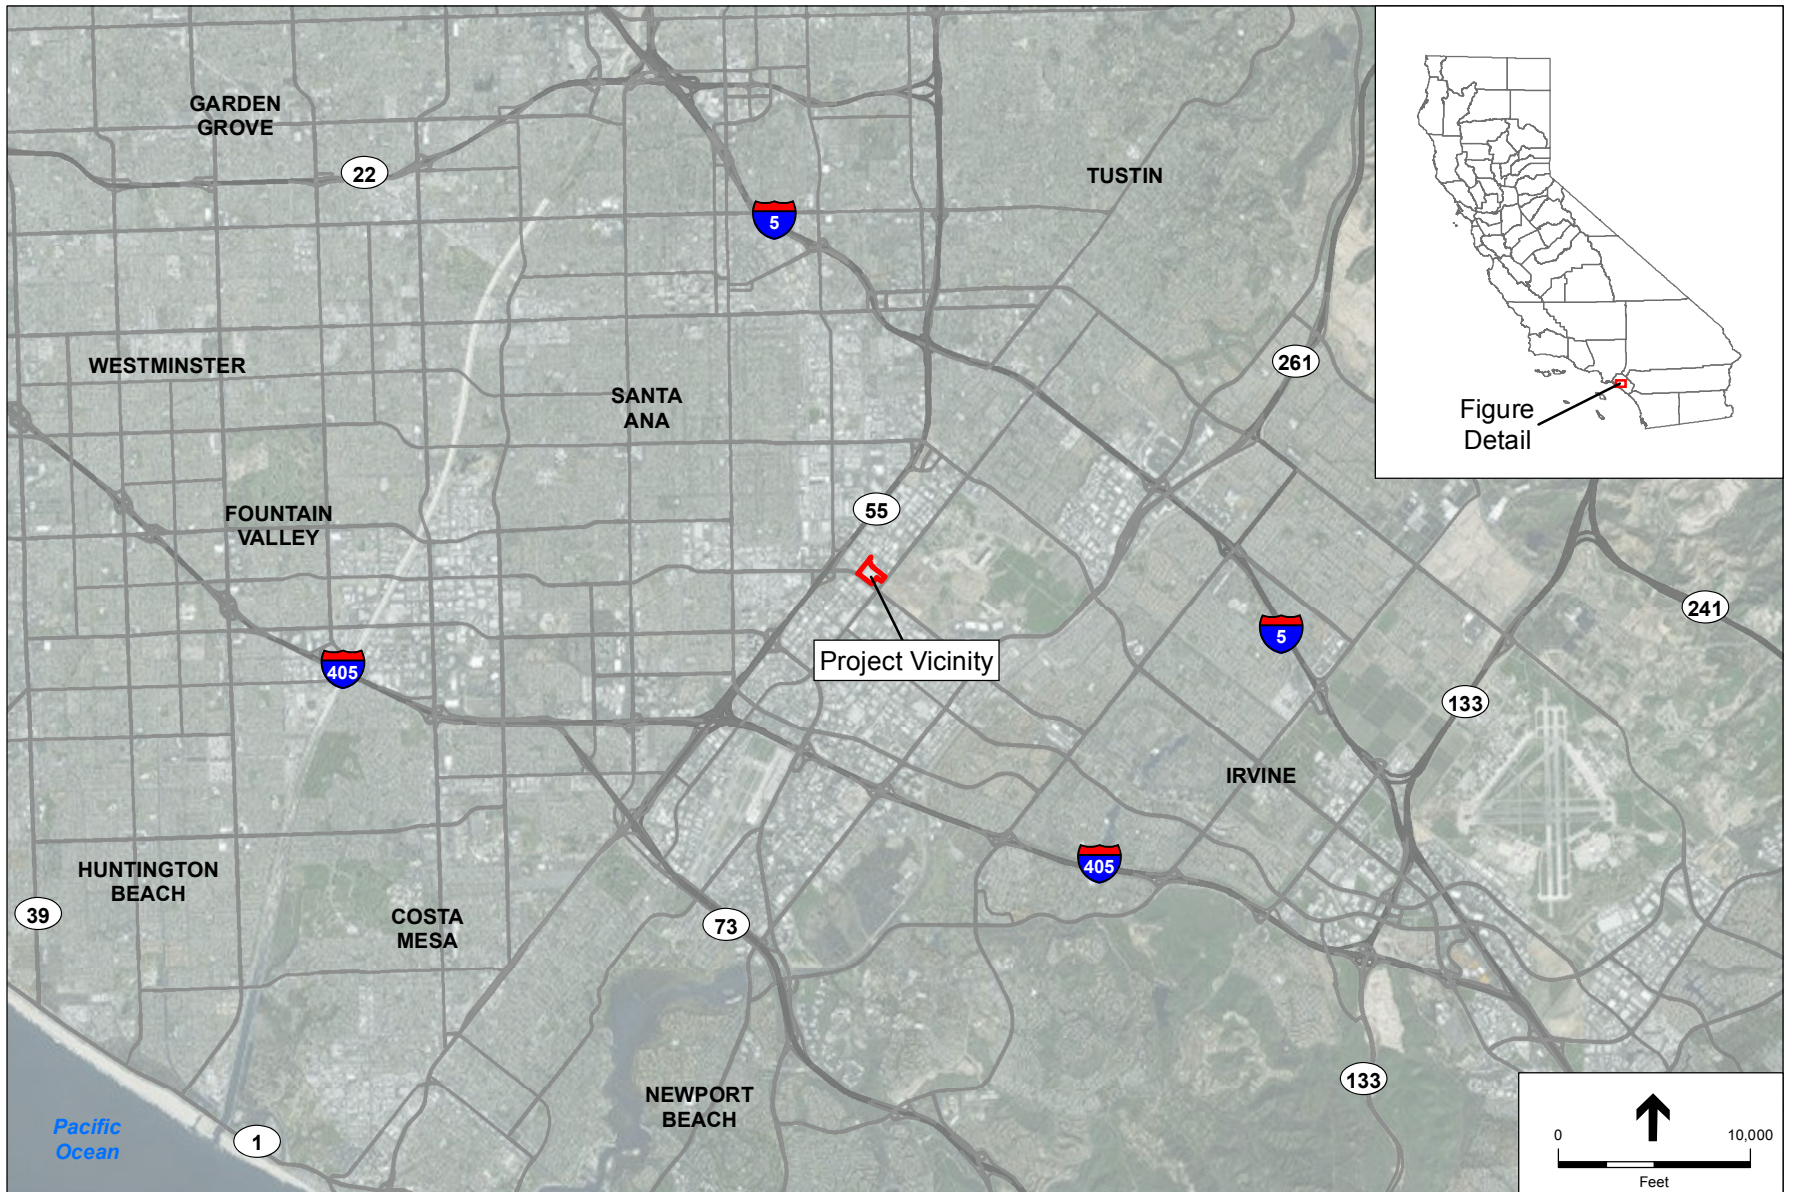 GARDEN
GROVE
22
5
TUSTIN
WESTMINSTER
SANTA
ANA
261
Figure
Detail
FOUNTAIN
VALLEY
55
241
5
Project Vicinity
405
133
IRVINE
HUNTINGTON
BEACH
405
39
COSTA
MESA
73
133
NEWPORT
BEACH
Pacific
Ocean
1
0 10,000
Feet